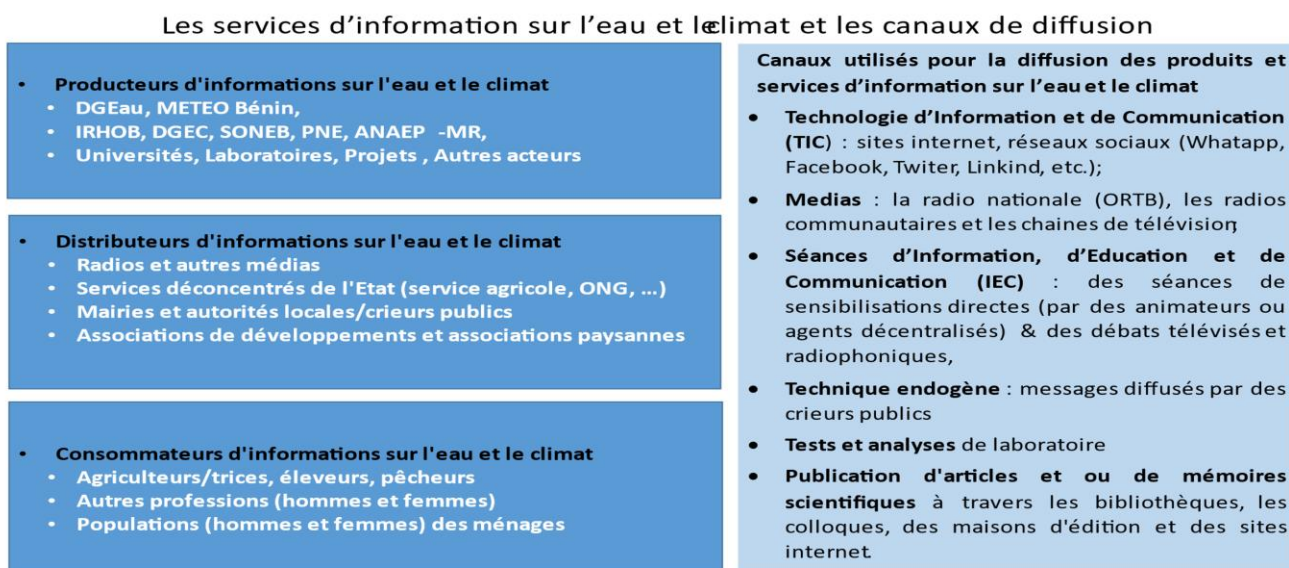 Les services d'information sur l'eau et le climat et les canaux de diffusion
• Producteurs d'informations sur l'eau et le climat
• DGEau, METEO Bénin,
• IRHOB, DGEC, SONEB, PNE, ANAEP -MR,
• Universités, Laboratoires, Projets , Autres acteurs
• Distributeurs d'informations sur l'eau et le climat
• Radios et autres médias
• Services déconcentrés de l'Etat (service agricole, ONG, ...)
• Mairies et autorités locales/crieurs publics
• Associations de développements et associations paysannes
• Consommateurs d'informations sur l'eau et le climat
• Agriculteurs/trices, éleveurs, pêcheurs
• Autres professions (hommes et femmes)
• Populations (hommes et femmes) des ménages
Canaux utilisés pour la diffusion des produits et
services d'information sur l'eau et le climat
• Technologie d'Information et de Communication
(TIC) : sites internet, réseaux sociaux (Whatapp,
Facebook, Twiter, Linkind, etc.);
• Medias : la radio nationale (ORTB), les radios
communautaires et les chaines de télévision;
• Séances d'Information, d'Education et de
Communication (IEC) : des séances de
sensibilisations directes (par des animateurs ou
agents décentralisés) & des débats télévisés et
radiophoniques,
• Technique endogène : messages diffusés par des
crieurs publics
• Tests et analyses de laboratoire
• Publication d'articles et ou de mémoires
scientifiques à travers les bibliothèques, les
colloques, des maisons d'édition et des sites
internet.